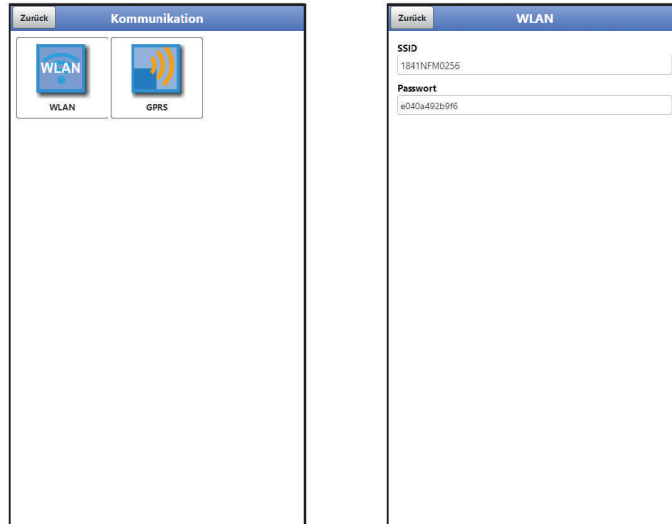 Zurück Kommunikation
WLAN
WLAN GPRS
Zurück WLAN
SSID
1841NFM0256
Passwort
e040a492b9f6